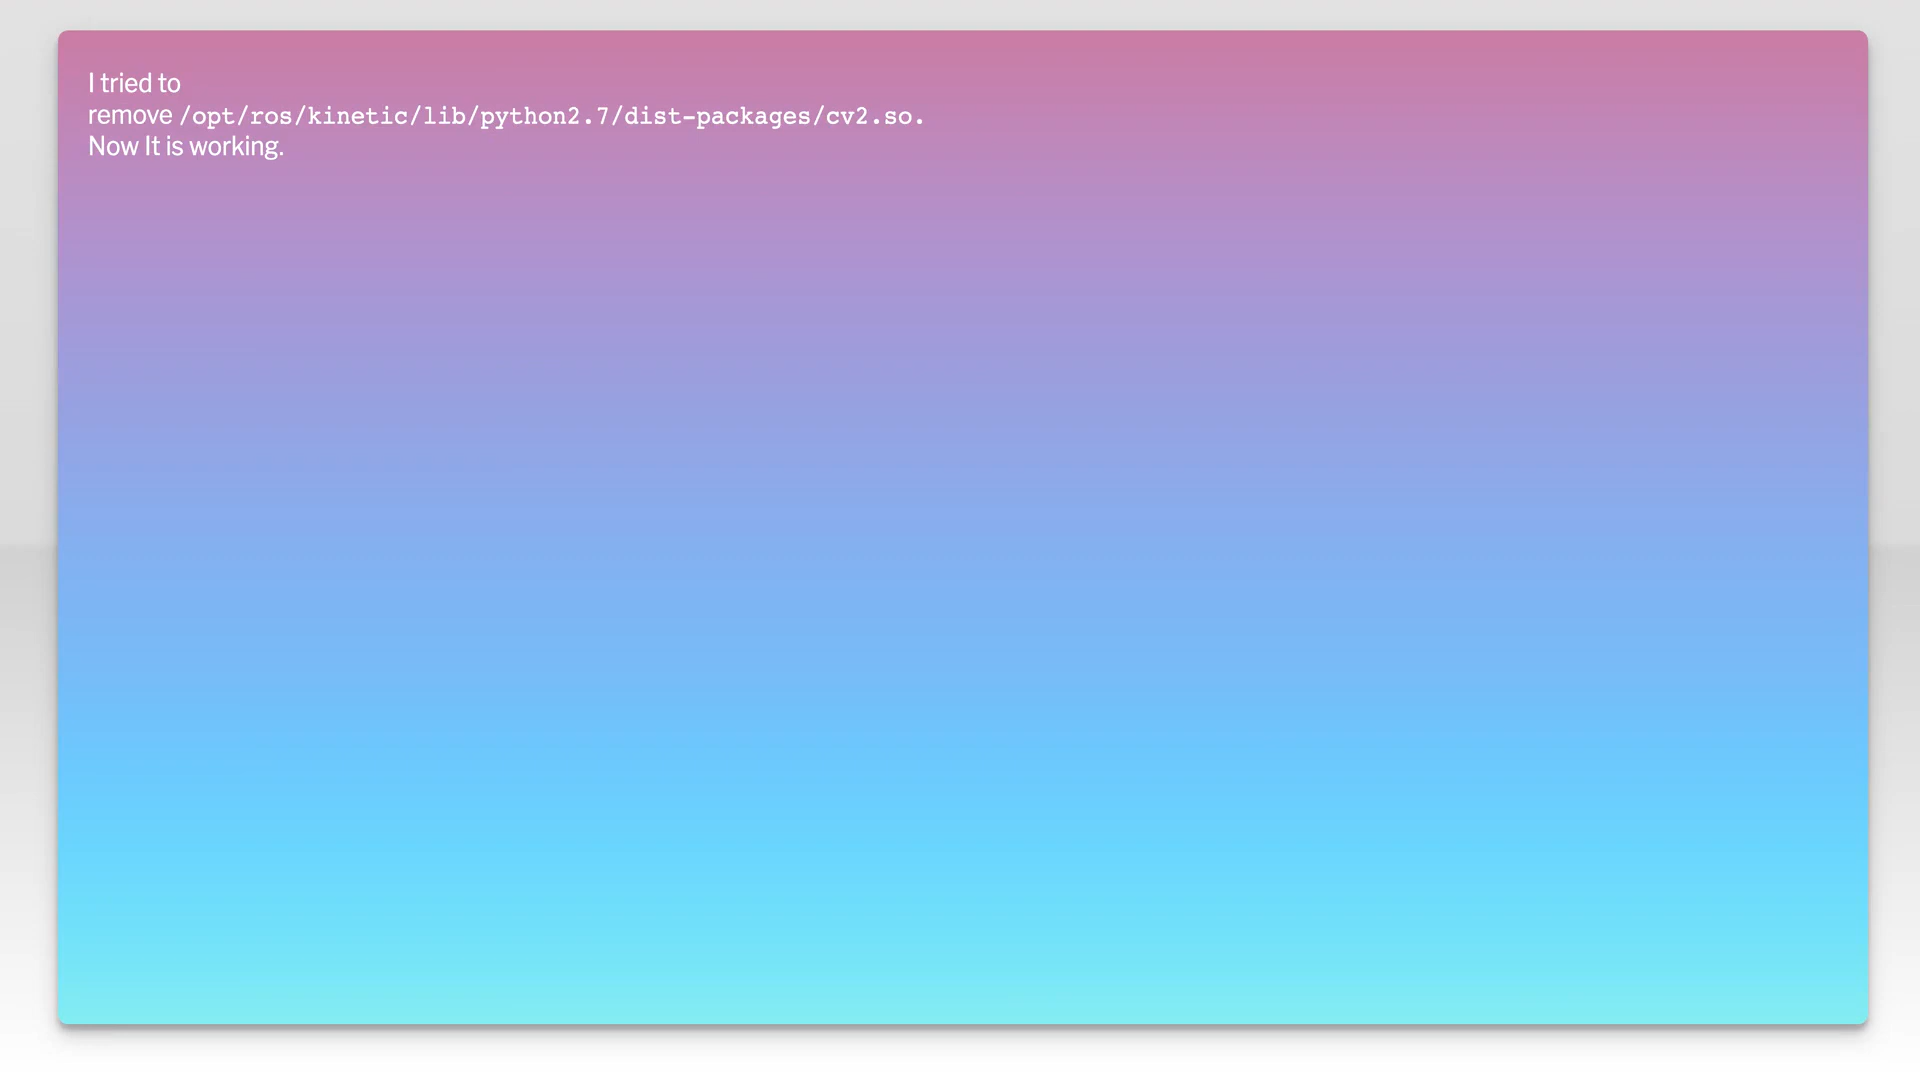 I tried to
remove /opt/ros/kinetic/lib/python2.7/dist-packages/cv2.so.
Now It is working.